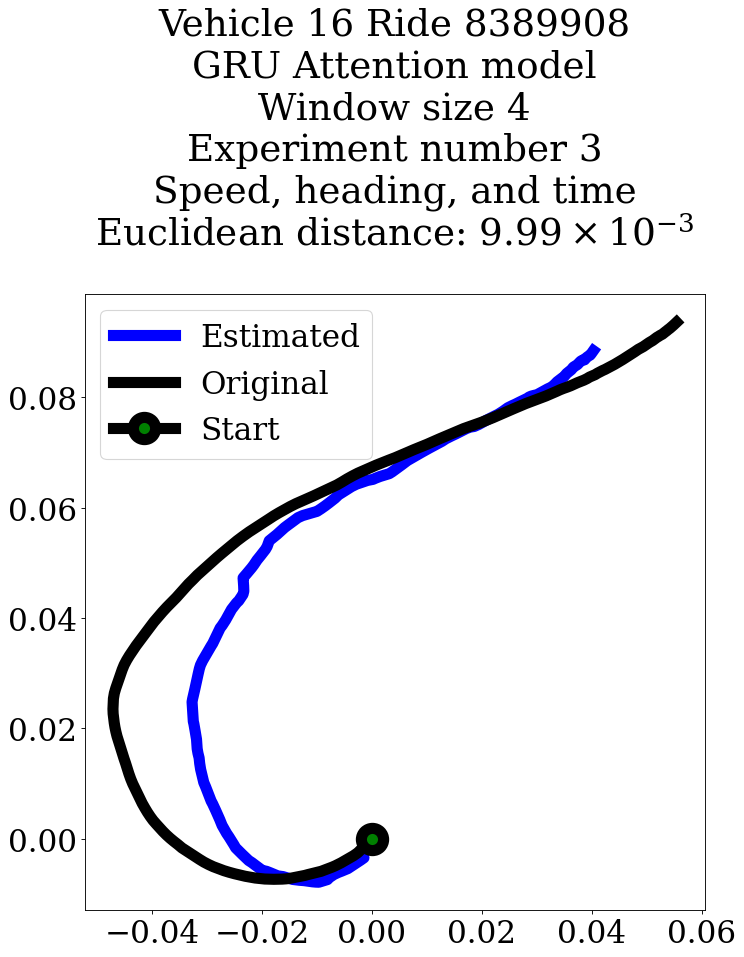 Vehicle 16 Ride 8389908
GRU Attention model
Window size 4
Experiment number 3
Speed, heading, and time
Euclidean distance: 9.99 × 10⁻³
Estimated
Original
Start
0.08
0.06
0.04
0.02
0.00
−0.04 −0.02 0.00 0.02 0.04 0.06